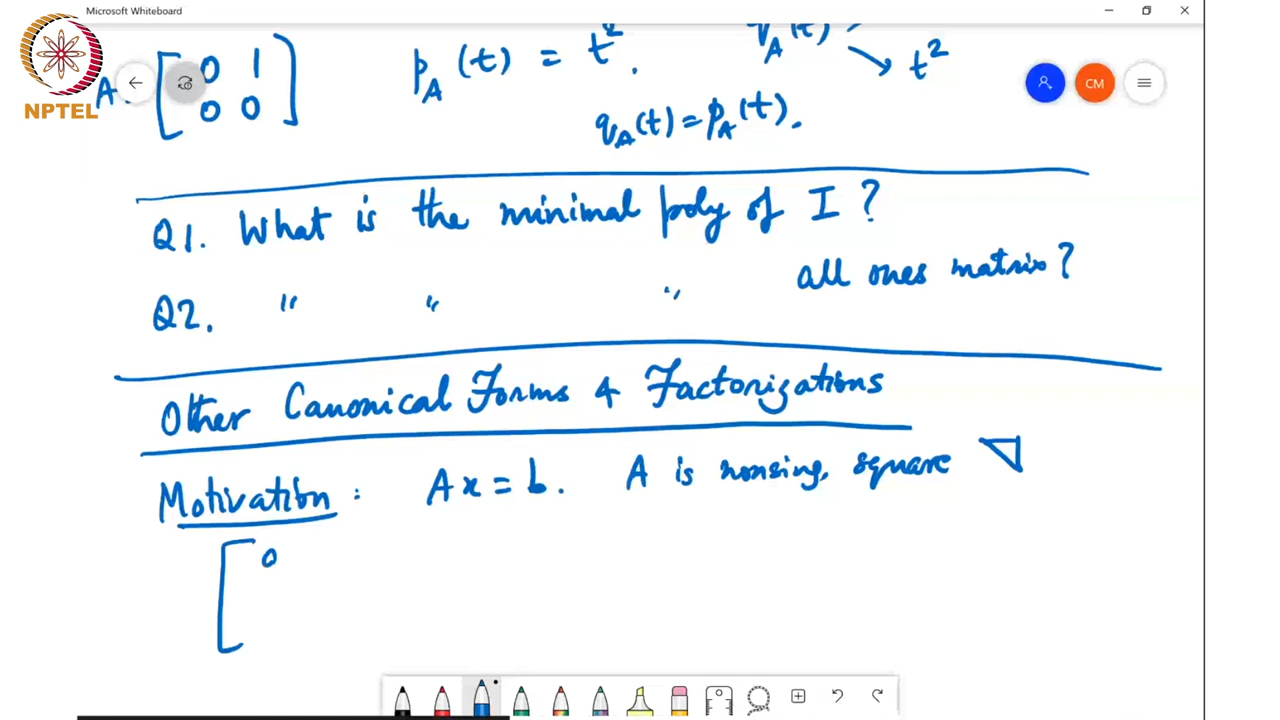 Microsoft Whiteboard
NPTEL
CM
A: [ 0 1
0 0 ]
p_A(t) = t².
q_A(t)
t²
q_A(t) = p_A(t).
Q1. What is the minimal poly of I ?
Q2. " " " all ones matrix?
Other Canonical Forms & Factorizations
Motivation : Ax = b. A is nonsing, square
[ 0